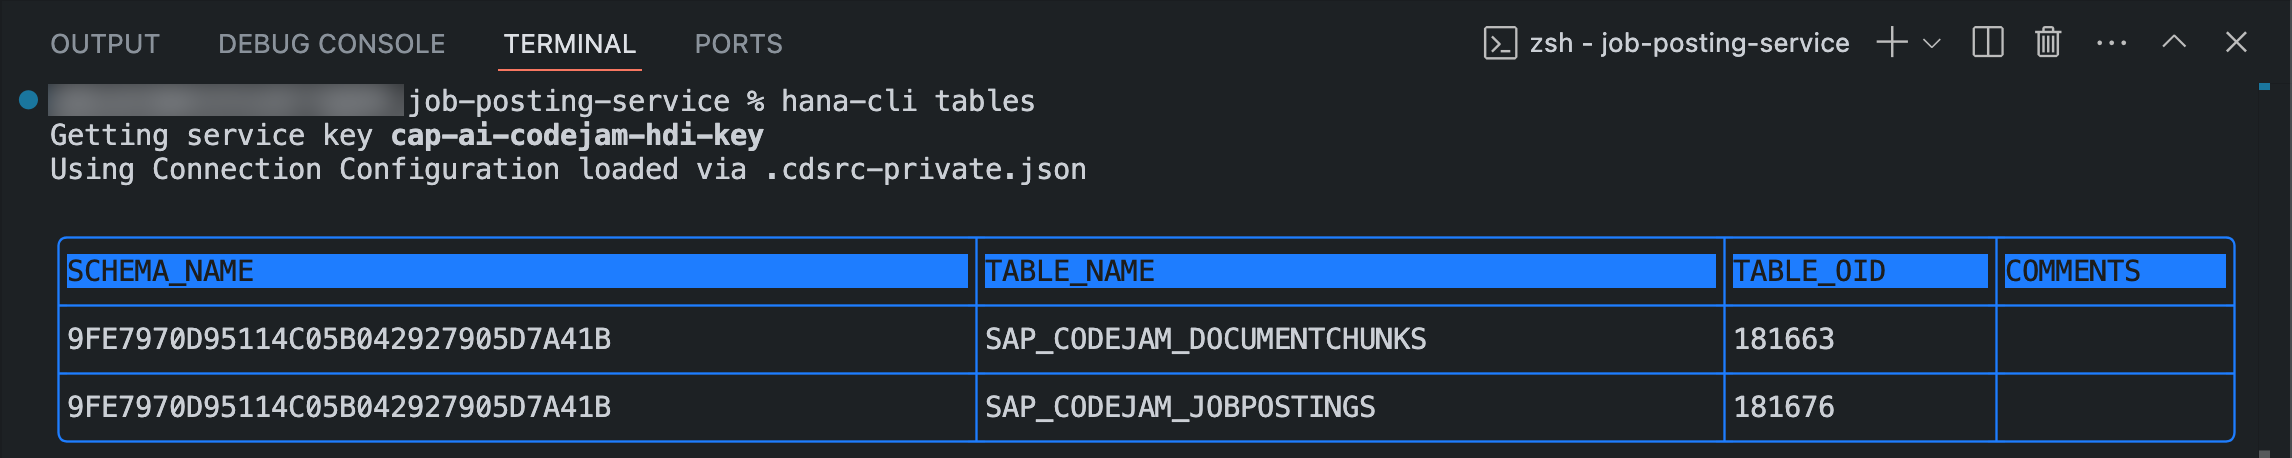 OUTPUT DEBUG CONSOLE TERMINAL PORTS zsh - job-posting-service
job-posting-service % hana-cli tables
Getting service key cap-ai-codejam-hdi-key
Using Connection Configuration loaded via .cdsrc-private.json
SCHEMA_NAME TABLE_NAME TABLE_OID COMMENTS
9FE7970D95114C05B042927905D7A41B SAP_CODEJAM_DOCUMENTCHUNKS 181663
9FE7970D95114C05B042927905D7A41B SAP_CODEJAM_JOBPOSTINGS 181676